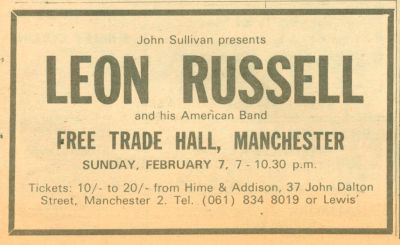 John Sullivan presents
LEON RUSSELL
and his American Band
FREE TRADE HALL, MANCHESTER
SUNDAY, FEBRUARY 7, 7 - 10.30 p.m.
Tickets: 10/- to 20/- from Hime & Addison, 37 John Dalton
Street, Manchester 2. Tel. (061) 834 8019 or Lewis'